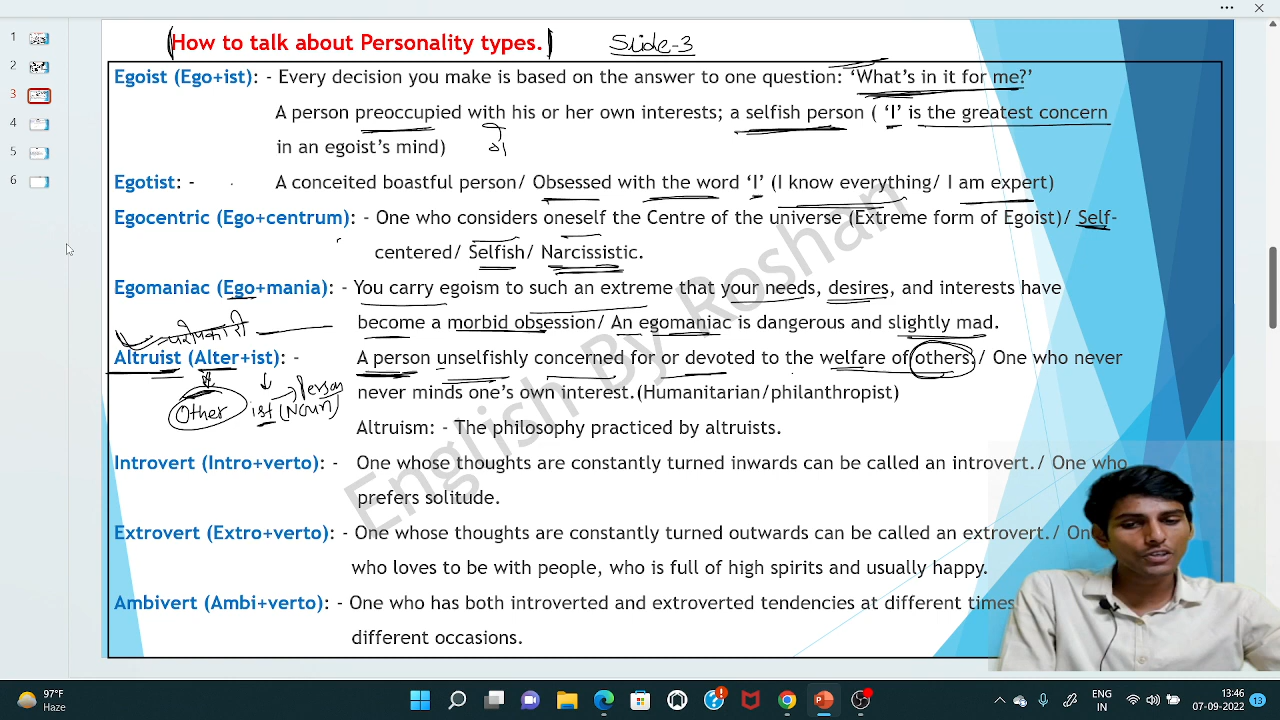 1
2
3
4
5
6
How to talk about Personality types. Slide-3
Egoist (Ego+ist): - Every decision you make is based on the answer to one question: ‘What’s in it for me?’
A person preoccupied with his or her own interests; a selfish person ( ‘I’ is the greatest concern
in an egoist’s mind)
Egotist: - A conceited boastful person/ Obsessed with the word ‘I’ (I know everything/ I am expert)
Egocentric (Ego+centrum): - One who considers oneself the Centre of the universe (Extreme form of Egoist)/ Self-
centered/ Selfish/ Narcissistic.
Egomaniac (Ego+mania): - You carry egoism to such an extreme that your needs, desires, and interests have
become a morbid obsession/ An egomaniac is dangerous and slightly mad.
परोपकारी
Altruist (Alter+ist): - A person unselfishly concerned for or devoted to the welfare of others./ One who never
never minds one’s own interest.(Humanitarian/philanthropist)
Other ist (Noun) → Person
Altruism: - The philosophy practiced by altruists.
Introvert (Intro+verto): - One whose thoughts are constantly turned inwards can be called an introvert./ One who
prefers solitude.
Extrovert (Extro+verto): - One whose thoughts are constantly turned outwards can be called an extrovert./
who loves to be with people, who is full of high spirits and usually happy.
Ambivert (Ambi+verto): - One who has both introverted and extroverted tendencies at different times
different occasions.
English By Roshan
97°F
Haze
ENG
IN
13:46
07-09-2022
13